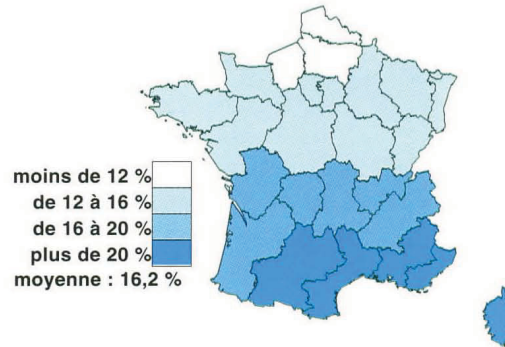 moins de 12 %
de 12 à 16 %
de 16 à 20 %
plus de 20 %
moyenne : 16,2 %